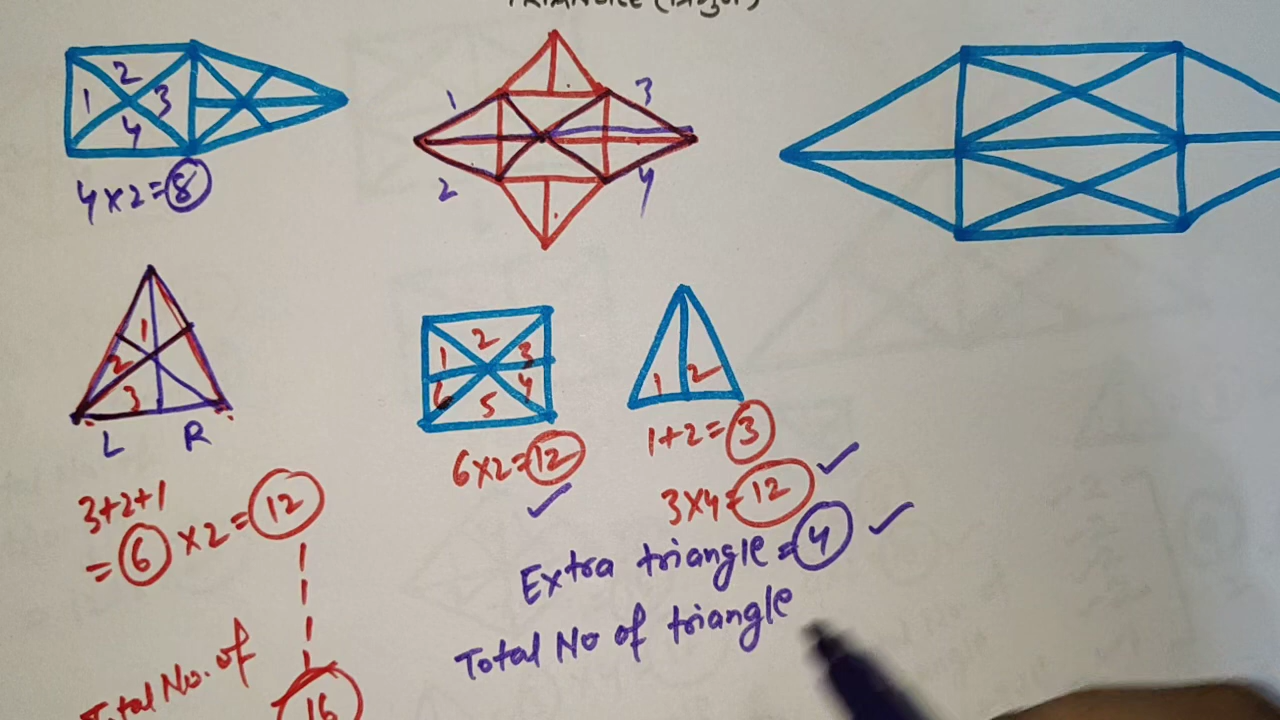 TRIANGLE (Trigo1)
1 2 3 4
4×2=8
1 2 3 4
1
2
3
L R
3+2+1
=6×2=12
Total No. of
16
1 2 3 4 5 6
6×2=12
1 2
1+2=3
3×4=12
Extra triangle=4
Total No of triangle